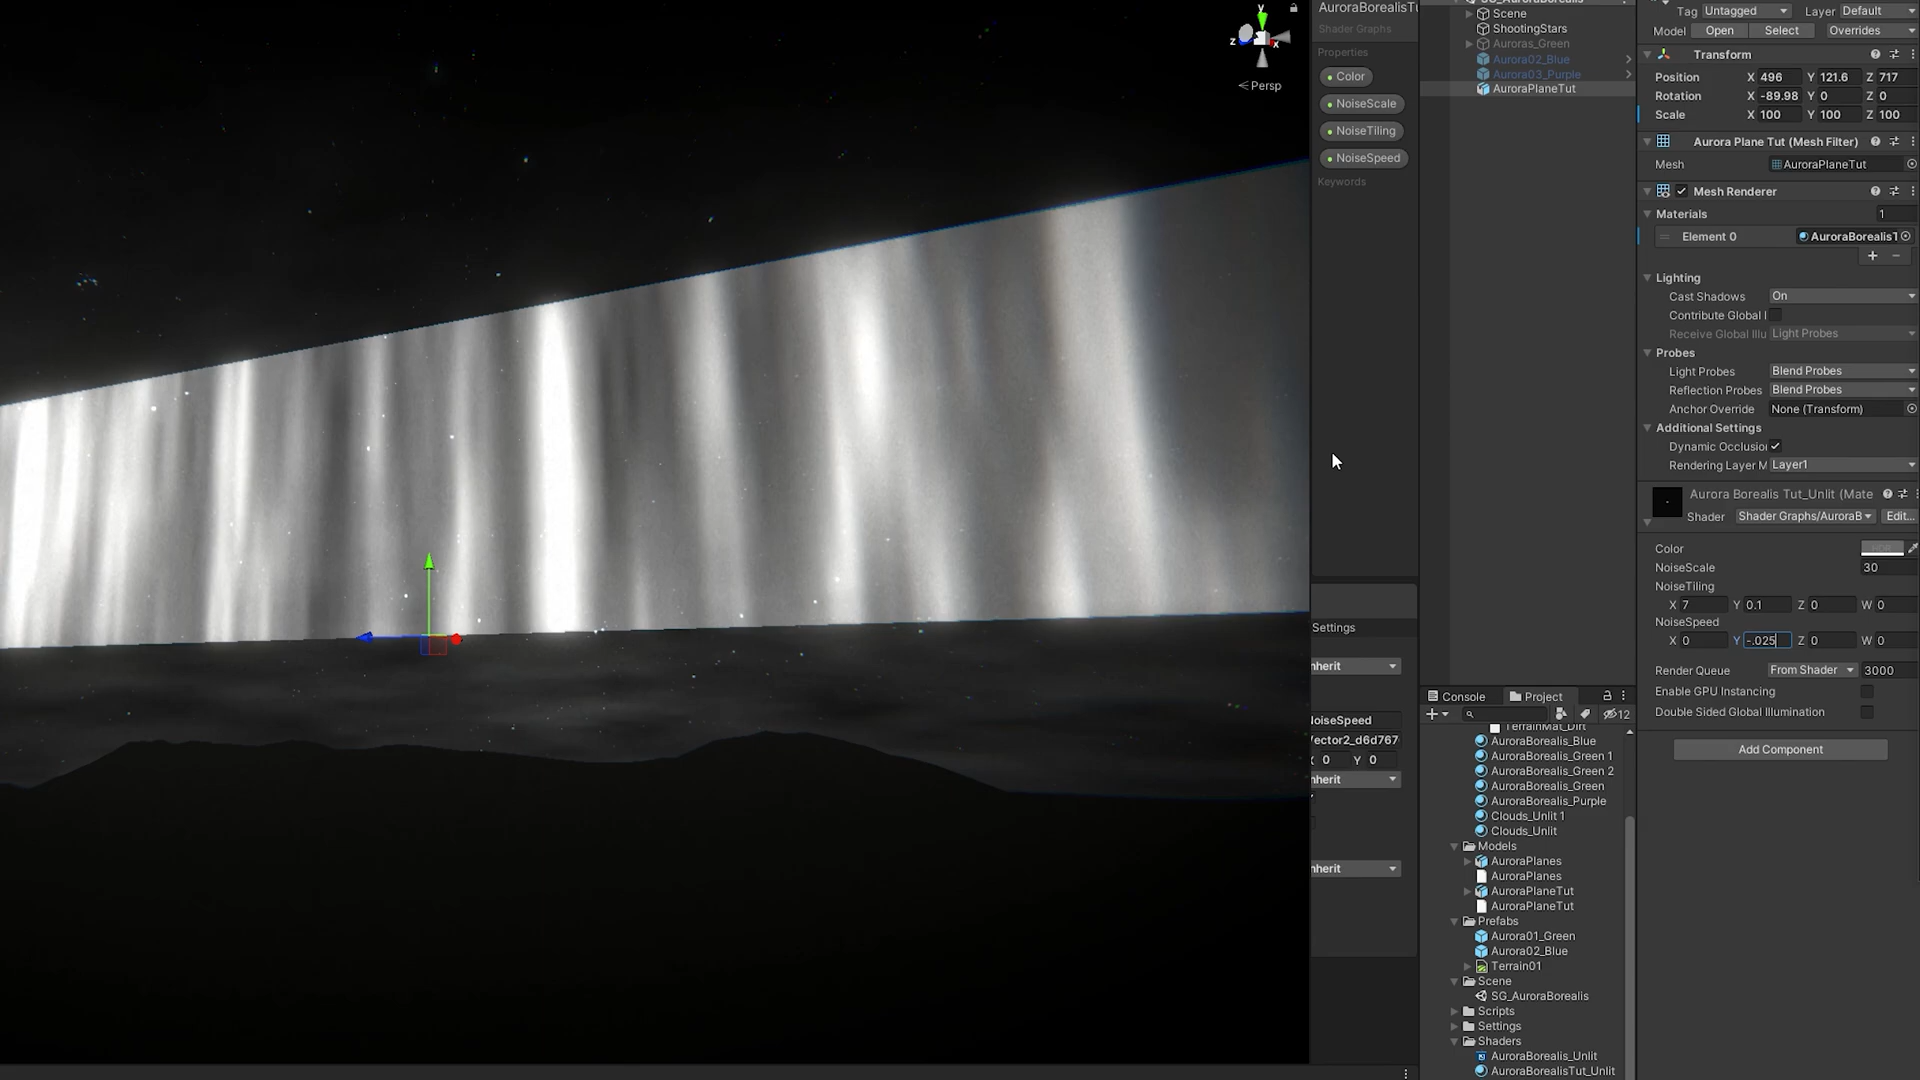 y
z
x
Persp
AuroraBorealisTu
Shader Graphs
Properties
Color
NoiseScale
NoiseTiling
NoiseSpeed
Keywords
Settings
nherit
NoiseSpeed
Vector2_d6d767
X 0 Y 0
nherit
nherit
SG_AuroraBorealis
Scene
ShootingStars
Auroras_Green
Aurora02_Blue
Aurora03_Purple
AuroraPlaneTut
Console Project
12
TerrainMat_Dirt
AuroraBorealis_Blue
AuroraBorealis_Green 1
AuroraBorealis_Green 2
AuroraBorealis_Green
AuroraBorealis_Purple
Clouds_Unlit 1
Clouds_Unlit
Models
AuroraPlanes
AuroraPlanes
AuroraPlaneTut
AuroraPlaneTut
Prefabs
Aurora01_Green
Aurora02_Blue
Terrain01
Scene
SG_AuroraBorealis
Scripts
Settings
Shaders
AuroraBorealis_Unlit
AuroraBorealisTut_Unlit
Tag Untagged Layer Default
Model Open Select Overrides
Transform
Position X 496 Y 121.6 Z 717
Rotation X -89.98 Y 0 Z 0
Scale X 100 Y 100 Z 100
Aurora Plane Tut (Mesh Filter)
Mesh AuroraPlaneTut
Mesh Renderer
Materials 1
Element 0 AuroraBorealisT
Lighting
Cast Shadows On
Contribute Global I
Receive Global Illu Light Probes
Probes
Light Probes Blend Probes
Reflection Probes Blend Probes
Anchor Override None (Transform)
Additional Settings
Dynamic Occlusion
Rendering Layer M Layer1
Aurora Borealis Tut_Unlit (Mate
Shader Shader Graphs/AuroraB Edit...
Color HDR
NoiseScale 30
NoiseTiling
X 7 Y 0.1 Z 0 W 0
NoiseSpeed
X 0 Y -.025 Z 0 W 0
Render Queue From Shader 3000
Enable GPU Instancing
Double Sided Global Illumination
Add Component